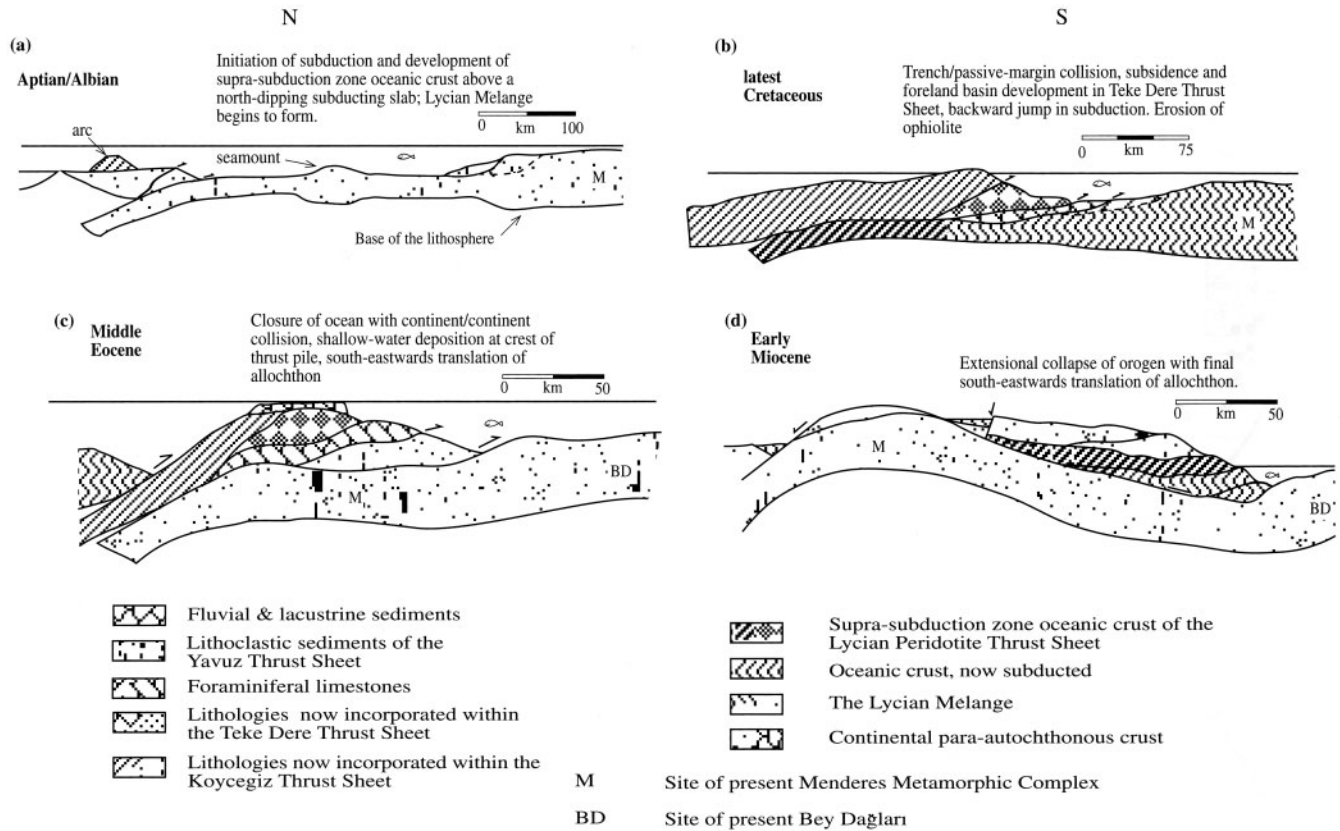 N
S
(a)
Aptian/Albian
Initiation of subduction and development of
supra-subduction zone oceanic crust above a
north-dipping subducting slab; Lycian Melange
begins to form.
0 km 100
arc
seamount
M
Base of the lithosphere
(b)
latest
Cretaceous
Trench/passive-margin collision, subsidence and
foreland basin development in Teke Dere Thrust
Sheet, backward jump in subduction. Erosion of
ophiolite
0 km 75
M
(c)
Middle
Eocene
Closure of ocean with continent/continent
collision, shallow-water deposition at crest of
thrust pile, south-eastwards translation of
allochthon
0 km 50
BD
M
(d)
Early
Miocene
Extensional collapse of orogen with final
south-eastwards translation of allochthon.
0 km 50
M
BD
Fluvial & lacustrine sediments
Lithoclastic sediments of the
Yavuz Thrust Sheet
Foraminiferal limestones
Lithologies now incorporated within
the Teke Dere Thrust Sheet
Lithologies now incorporated within the
Koycegiz Thrust Sheet
Supra-subduction zone oceanic crust of the
Lycian Peridotite Thrust Sheet
Oceanic crust, now subducted
The Lycian Melange
Continental para-autochthonous crust
M Site of present Menderes Metamorphic Complex
BD Site of present Bey Dağları